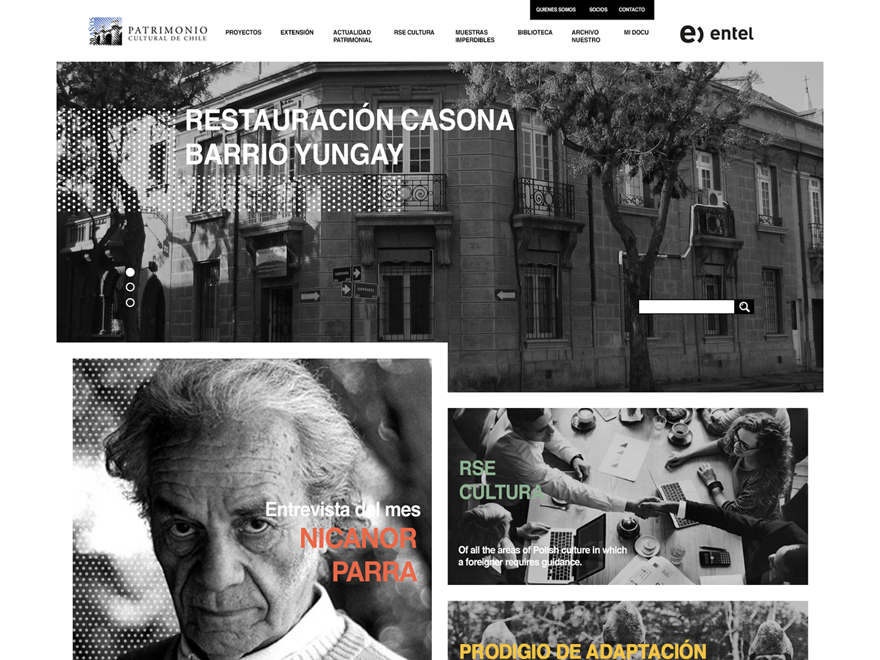 QUIENES SOMOS SOCIOS CONTACTO
PATRIMONIO
CULTURAL DE CHILE
PROYECTOS
EXTENSIÓN
ACTUALIDAD
PATRIMONIAL
RSE CULTURA
MUESTRAS
IMPERDIBLES
BIBLIOTECA
ARCHIVO
NUESTRO
MI DOCU
entel
RESTAURACIÓN CASONA
BARRIO YUNGAY
Entrevista del mes
NICANOR
PARRA
RSE
CULTURA
Of all the areas of Polish culture in which
a foreigner requires guidance.
PRODIGIO DE ADAPTACIÓN